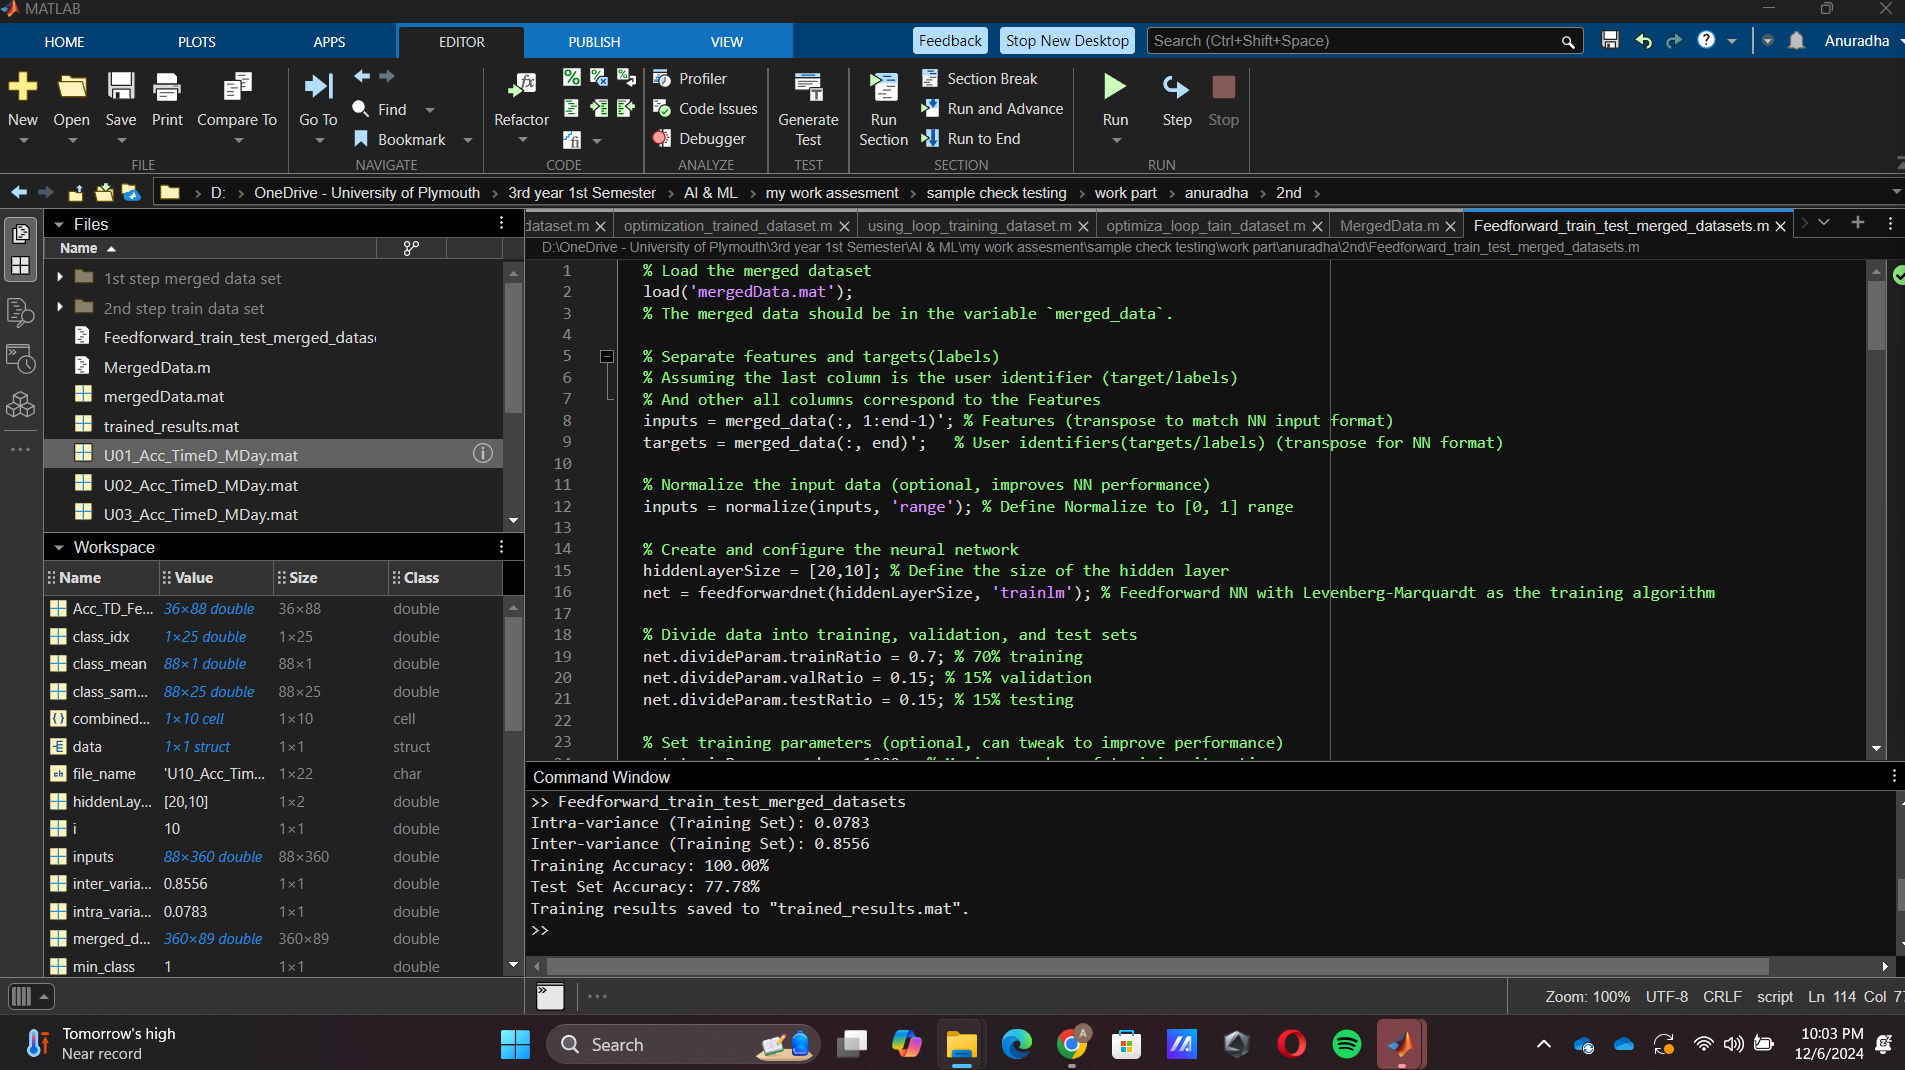 MATLAB
HOME PLOTS APPS EDITOR PUBLISH VIEW Feedback Stop New Desktop Search (Ctrl+Shift+Space) Anuradha
New Open Save Print Compare To Go To Find Bookmark Refactor Profiler Code Issues Debugger Generate Test Run Section Section Break Run and Advance Run to End Run Step Stop
FILE NAVIGATE CODE ANALYZE TEST SECTION RUN
D: › OneDrive - University of Plymouth › 3rd year 1st Semester › AI & ML › my work assesment › sample check testing › work part › anuradha › 2nd ›
Files
Name
1st step merged data set
2nd step train data set
Feedforward_train_test_merged_datas
MergedData.m
mergedData.mat
trained_results.mat
U01_Acc_TimeD_MDay.mat
U02_Acc_TimeD_MDay.mat
U03_Acc_TimeD_MDay.mat
Workspace
Name Value Size Class
Acc_TD_Fe... 36×88 double 36×88 double
class_idx 1×25 double 1×25 double
class_mean 88×1 double 88×1 double
class_sam... 88×25 double 88×25 double
combined... 1×10 cell 1×10 cell
data 1×1 struct 1×1 struct
file_name 'U10_Acc_Tim... 1×22 char
hiddenLay... [20,10] 1×2 double
i 10 1×1 double
inputs 88×360 double 88×360 double
inter_varia... 0.8556 1×1 double
intra_varia... 0.0783 1×1 double
merged_d... 360×89 double 360×89 double
min_class 1 1×1 double
dataset.m optimization_trained_dataset.m using_loop_training_dataset.m optimiza_loop_tain_dataset.m MergedData.m Feedforward_train_test_merged_datasets.m
D:\OneDrive - University of Plymouth\3rd year 1st Semester\AI & ML\my work assesment\sample check testing\work part\anuradha\2nd\Feedforward_train_test_merged_datasets.m
1 % Load the merged dataset
2 load('mergedData.mat');
3 % The merged data should be in the variable `merged_data`.
4
5 % Separate features and targets(labels)
6 % Assuming the last column is the user identifier (target/labels)
7 % And other all columns correspond to the Features
8 inputs = merged_data(:, 1:end-1)'; % Features (transpose to match NN input format)
9 targets = merged_data(:, end)'; % User identifiers(targets/labels) (transpose for NN format)
10
11 % Normalize the input data (optional, improves NN performance)
12 inputs = normalize(inputs, 'range'); % Define Normalize to [0, 1] range
13
14 % Create and configure the neural network
15 hiddenLayerSize = [20,10]; % Define the size of the hidden layer
16 net = feedforwardnet(hiddenLayerSize, 'trainlm'); % Feedforward NN with Levenberg-Marquardt as the training algorithm
17
18 % Divide data into training, validation, and test sets
19 net.divideParam.trainRatio = 0.7; % 70% training
20 net.divideParam.valRatio = 0.15; % 15% validation
21 net.divideParam.testRatio = 0.15; % 15% testing
22
23 % Set training parameters (optional, can tweak to improve performance)
Command Window
>> Feedforward_train_test_merged_datasets
Intra-variance (Training Set): 0.0783
Inter-variance (Training Set): 0.8556
Training Accuracy: 100.00%
Test Set Accuracy: 77.78%
Training results saved to "trained_results.mat".
>>
Zoom: 100% UTF-8 CRLF script Ln 114 Col 7
Tomorrow's high
Near record
Search
10:03 PM
12/6/2024